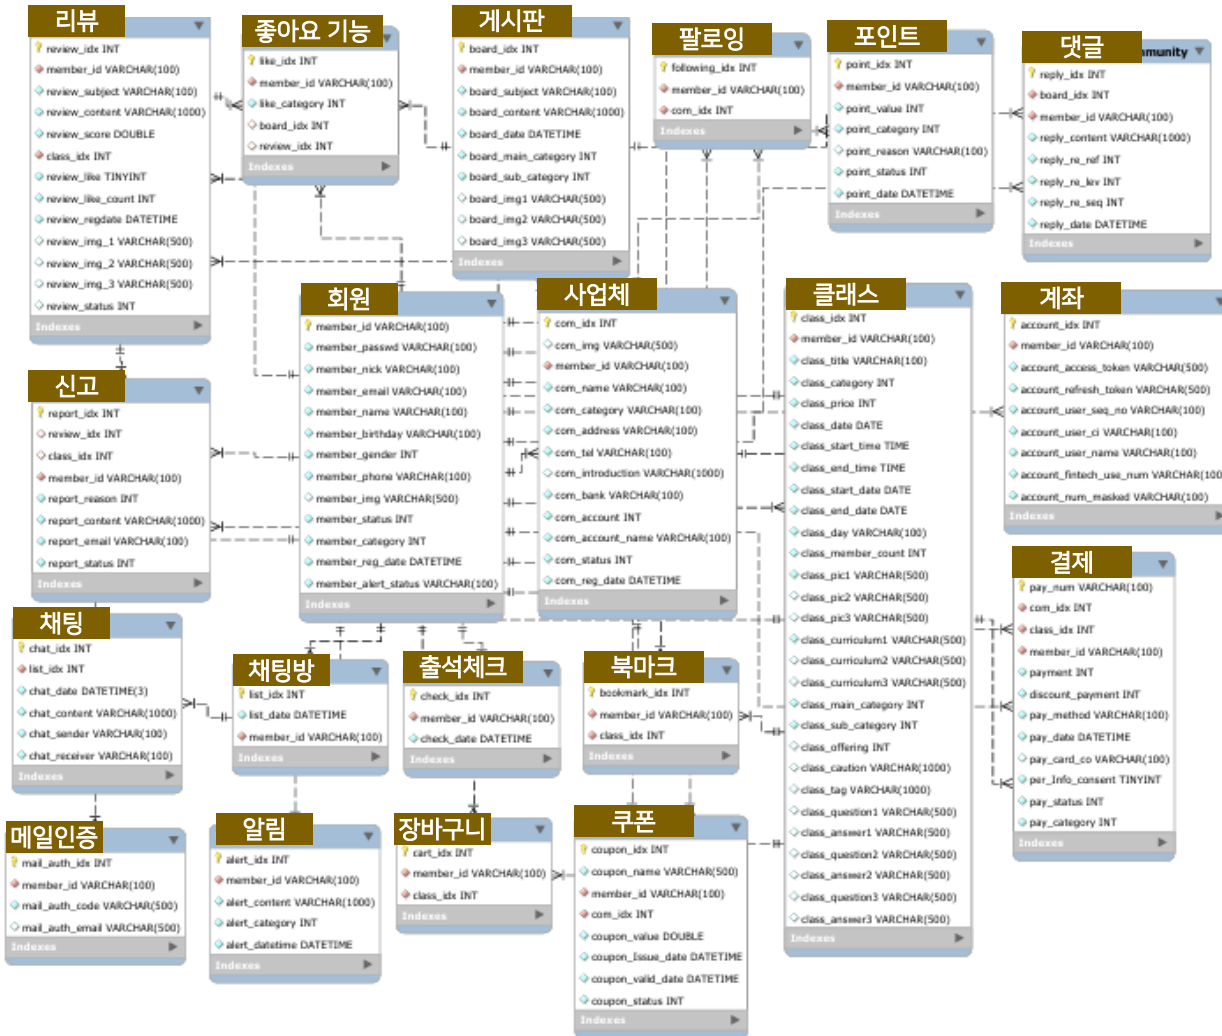 리뷰
review_idx INT
member_id VARCHAR(100)
review_subject VARCHAR(100)
review_content VARCHAR(1000)
review_score DOUBLE
class_idx INT
review_like TINYINT
review_like_count INT
review_regdate DATETIME
review_img_1 VARCHAR(500)
review_img_2 VARCHAR(500)
review_img_3 VARCHAR(500)
review_status INT
Indexes
좋아요 기능
like_idx INT
member_id VARCHAR(100)
like_category INT
board_idx INT
review_idx INT
Indexes
게시판
board_idx INT
member_id VARCHAR(100)
board_subject VARCHAR(100)
board_content VARCHAR(1000)
board_date DATETIME
board_main_category INT
board_sub_category INT
board_img1 VARCHAR(500)
board_img2 VARCHAR(500)
board_img3 VARCHAR(500)
Indexes
팔로잉
following_idx INT
member_id VARCHAR(100)
com_idx INT
Indexes
포인트
point_idx INT
member_id VARCHAR(100)
point_value INT
point_category INT
point_reason VARCHAR(100)
point_status INT
point_date DATETIME
Indexes
댓글
mmunity
reply_idx INT
board_idx INT
member_id VARCHAR(100)
reply_content VARCHAR(1000)
reply_re_ref INT
reply_re_lev INT
reply_re_seq INT
reply_date DATETIME
Indexes
회원
member_id VARCHAR(100)
member_passwd VARCHAR(100)
member_nick VARCHAR(100)
member_email VARCHAR(100)
member_name VARCHAR(100)
member_birthday VARCHAR(100)
member_gender INT
member_phone VARCHAR(100)
member_img VARCHAR(500)
member_status INT
member_category INT
member_reg_date DATETIME
member_alert_status VARCHAR(100)
Indexes
사업체
com_idx INT
com_img VARCHAR(500)
member_id VARCHAR(100)
com_name VARCHAR(100)
com_category VARCHAR(100)
com_address VARCHAR(100)
com_tel VARCHAR(100)
com_introduction VARCHAR(1000)
com_bank VARCHAR(100)
com_account INT
com_account_name VARCHAR(100)
com_status INT
com_reg_date DATETIME
Indexes
클래스
class_idx INT
member_id VARCHAR(100)
class_title VARCHAR(100)
class_category INT
class_price INT
class_date DATE
class_start_time TIME
class_end_time TIME
class_start_date DATE
class_end_date DATE
class_day VARCHAR(100)
class_member_count INT
class_pic1 VARCHAR(500)
class_pic2 VARCHAR(500)
class_pic3 VARCHAR(500)
class_curriculum1 VARCHAR(500)
class_curriculum2 VARCHAR(500)
class_curriculum3 VARCHAR(500)
class_main_category INT
class_sub_category INT
class_offering INT
class_caution VARCHAR(1000)
class_tag VARCHAR(1000)
class_question1 VARCHAR(500)
class_answer1 VARCHAR(500)
class_question2 VARCHAR(500)
class_answer2 VARCHAR(500)
class_question3 VARCHAR(500)
class_answer3 VARCHAR(500)
Indexes
계좌
account_idx INT
member_id VARCHAR(100)
account_access_token VARCHAR(500)
account_refresh_token VARCHAR(500)
account_user_seq_no VARCHAR(100)
account_user_ci VARCHAR(100)
account_user_name VARCHAR(100)
account_fintech_use_num VARCHAR(100
account_num_masked VARCHAR(100)
Indexes
신고
report_idx INT
review_idx INT
class_idx INT
member_id VARCHAR(100)
report_reason INT
report_content VARCHAR(1000)
report_email VARCHAR(100)
report_status INT
Indexes
결제
pay_num VARCHAR(100)
com_idx INT
class_idx INT
member_id VARCHAR(100)
payment INT
discount_payment INT
pay_method VARCHAR(100)
pay_date DATETIME
pay_card_co VARCHAR(100)
per_Info_consent TINYINT
pay_status INT
pay_category INT
Indexes
채팅
chat_idx INT
list_idx INT
chat_date DATETIME(3)
chat_content VARCHAR(1000)
chat_sender VARCHAR(100)
chat_receiver VARCHAR(100)
Indexes
채팅방
list_idx INT
list_date DATETIME
member_id VARCHAR(100)
Indexes
출석체크
check_idx INT
member_id VARCHAR(100)
check_date DATETIME
Indexes
북마크
bookmark_idx INT
member_id VARCHAR(100)
class_idx INT
Indexes
메일인증
mail_auth_idx INT
member_id VARCHAR(100)
mail_auth_code VARCHAR(500)
mail_auth_email VARCHAR(500)
Indexes
알림
alert_idx INT
member_id VARCHAR(100)
alert_content VARCHAR(1000)
alert_category INT
alert_datetime DATETIME
Indexes
장바구니
cart_idx INT
member_id VARCHAR(100)
class_idx INT
Indexes
쿠폰
coupon_idx INT
coupon_name VARCHAR(500)
member_id VARCHAR(100)
com_idx INT
coupon_value DOUBLE
coupon_Issue_date DATETIME
coupon_valid_date DATETIME
coupon_status INT
Indexes